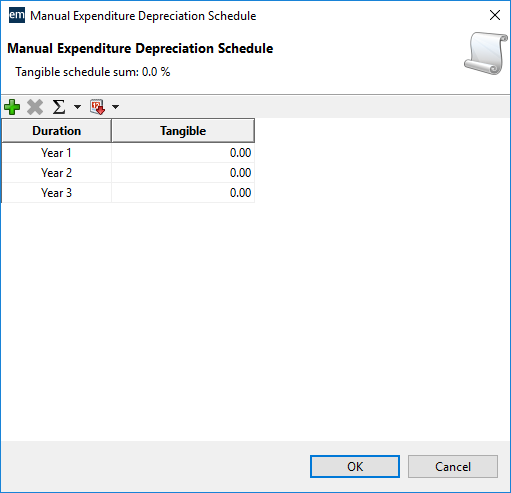 em Manual Expenditure Depreciation Schedule
Manual Expenditure Depreciation Schedule
Tangible schedule sum: 0.0 %
Σ
Duration Tangible
Year 1 0.00
Year 2 0.00
Year 3 0.00
OK Cancel